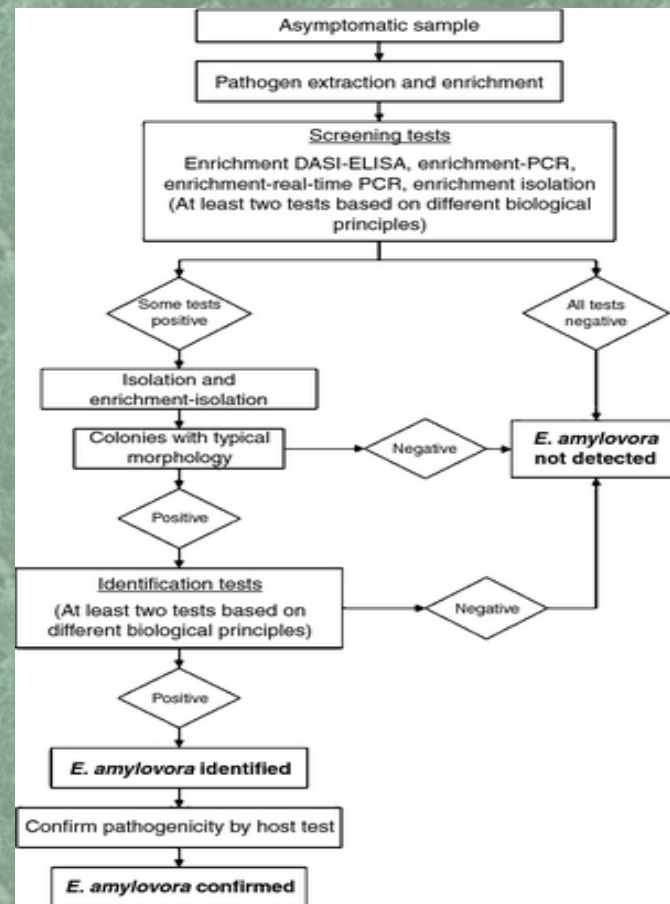 Asymptomatic sample
Pathogen extraction and enrichment
Screening tests
Enrichment DASI-ELISA, enrichment-PCR,
enrichment-real-time PCR, enrichment isolation
(At least two tests based on different biological
principles)
Some tests
positive
All tests
negative
Isolation and
enrichment-isolation
Colonies with typical
morphology
Negative
E. amylovora
not detected
Positive
Identification tests
(At least two tests based on
different biological principles)
Negative
Positive
E. amylovora identified
Confirm pathogenicity by host test
E. amylovora confirmed